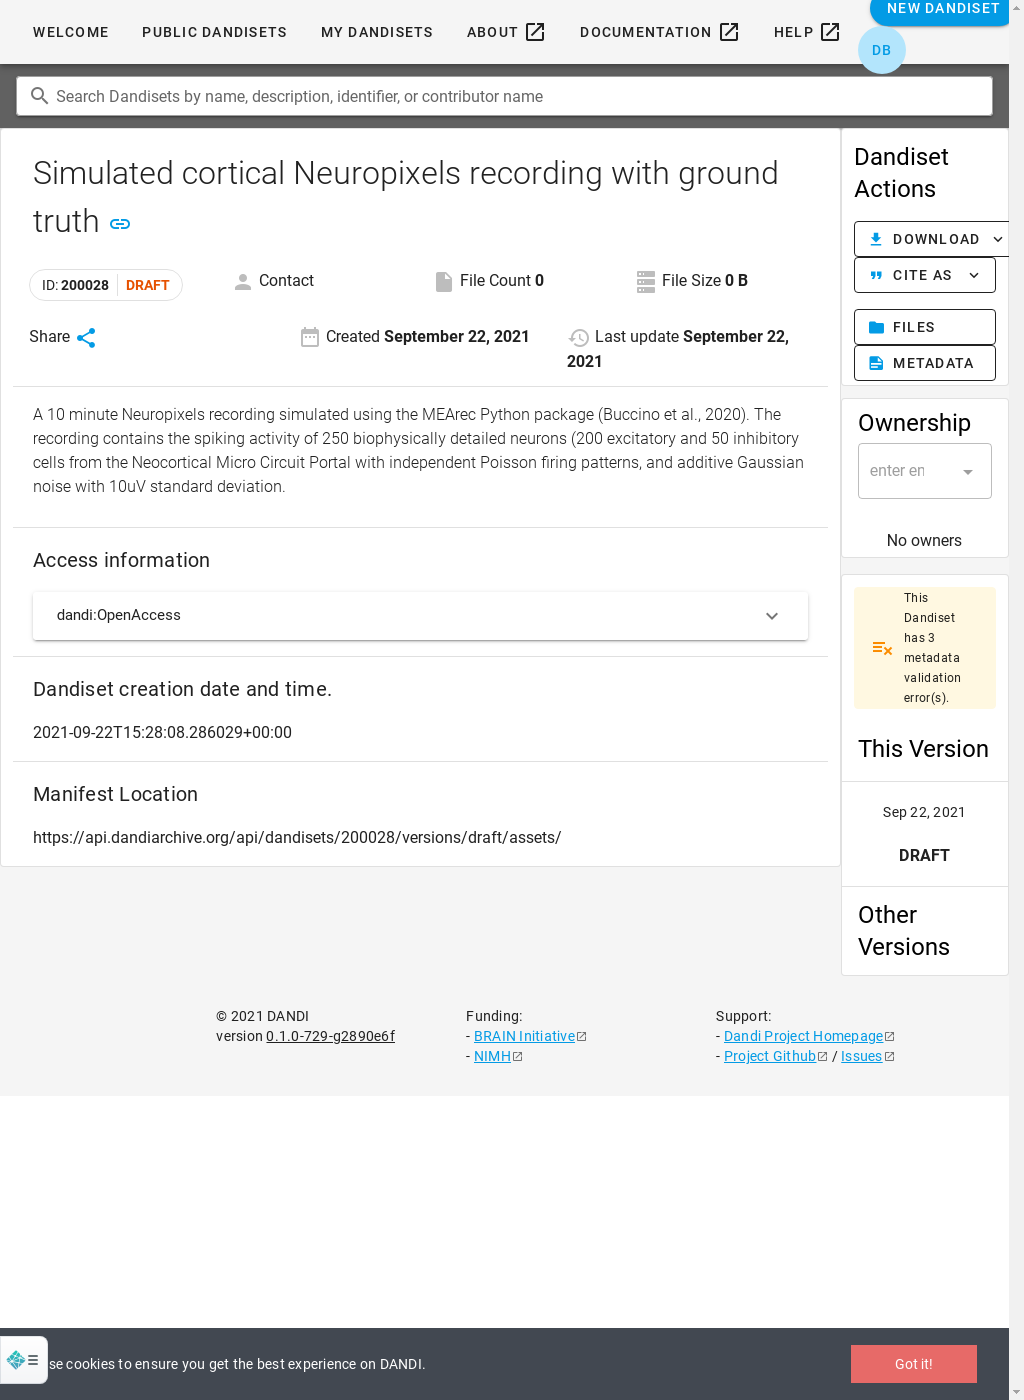 WELCOME PUBLIC DANDISETS MY DANDISETS ABOUT DOCUMENTATION HELP NEW DANDISET
DB
Search Dandisets by name, description, identifier, or contributor name
Simulated cortical Neuropixels recording with ground
truth
ID: 200028 DRAFT
Contact
File Count 0
File Size 0 B
Share
Created September 22, 2021
Last update September 22,
2021
A 10 minute Neuropixels recording simulated using the MEArec Python package (Buccino et al., 2020). The
recording contains the spiking activity of 250 biophysically detailed neurons (200 excitatory and 50 inhibitory
cells from the Neocortical Micro Circuit Portal with independent Poisson firing patterns, and additive Gaussian
noise with 10uV standard deviation.
Access information
dandi:OpenAccess
Dandiset creation date and time.
2021-09-22T15:28:08.286029+00:00
Manifest Location
https://api.dandiarchive.org/api/dandisets/200028/versions/draft/assets/
Dandiset
Actions
DOWNLOAD
CITE AS
FILES
METADATA
Ownership
enter en
No owners
This
Dandiset
has 3
metadata
validation
error(s).
This Version
Sep 22, 2021
DRAFT
Other
Versions
© 2021 DANDI
version 0.1.0-729-g2890e6f
Funding:
- BRAIN Initiative
- NIMH
Support:
- Dandi Project Homepage
- Project Github / Issues
se cookies to ensure you get the best experience on DANDI.
Got it!